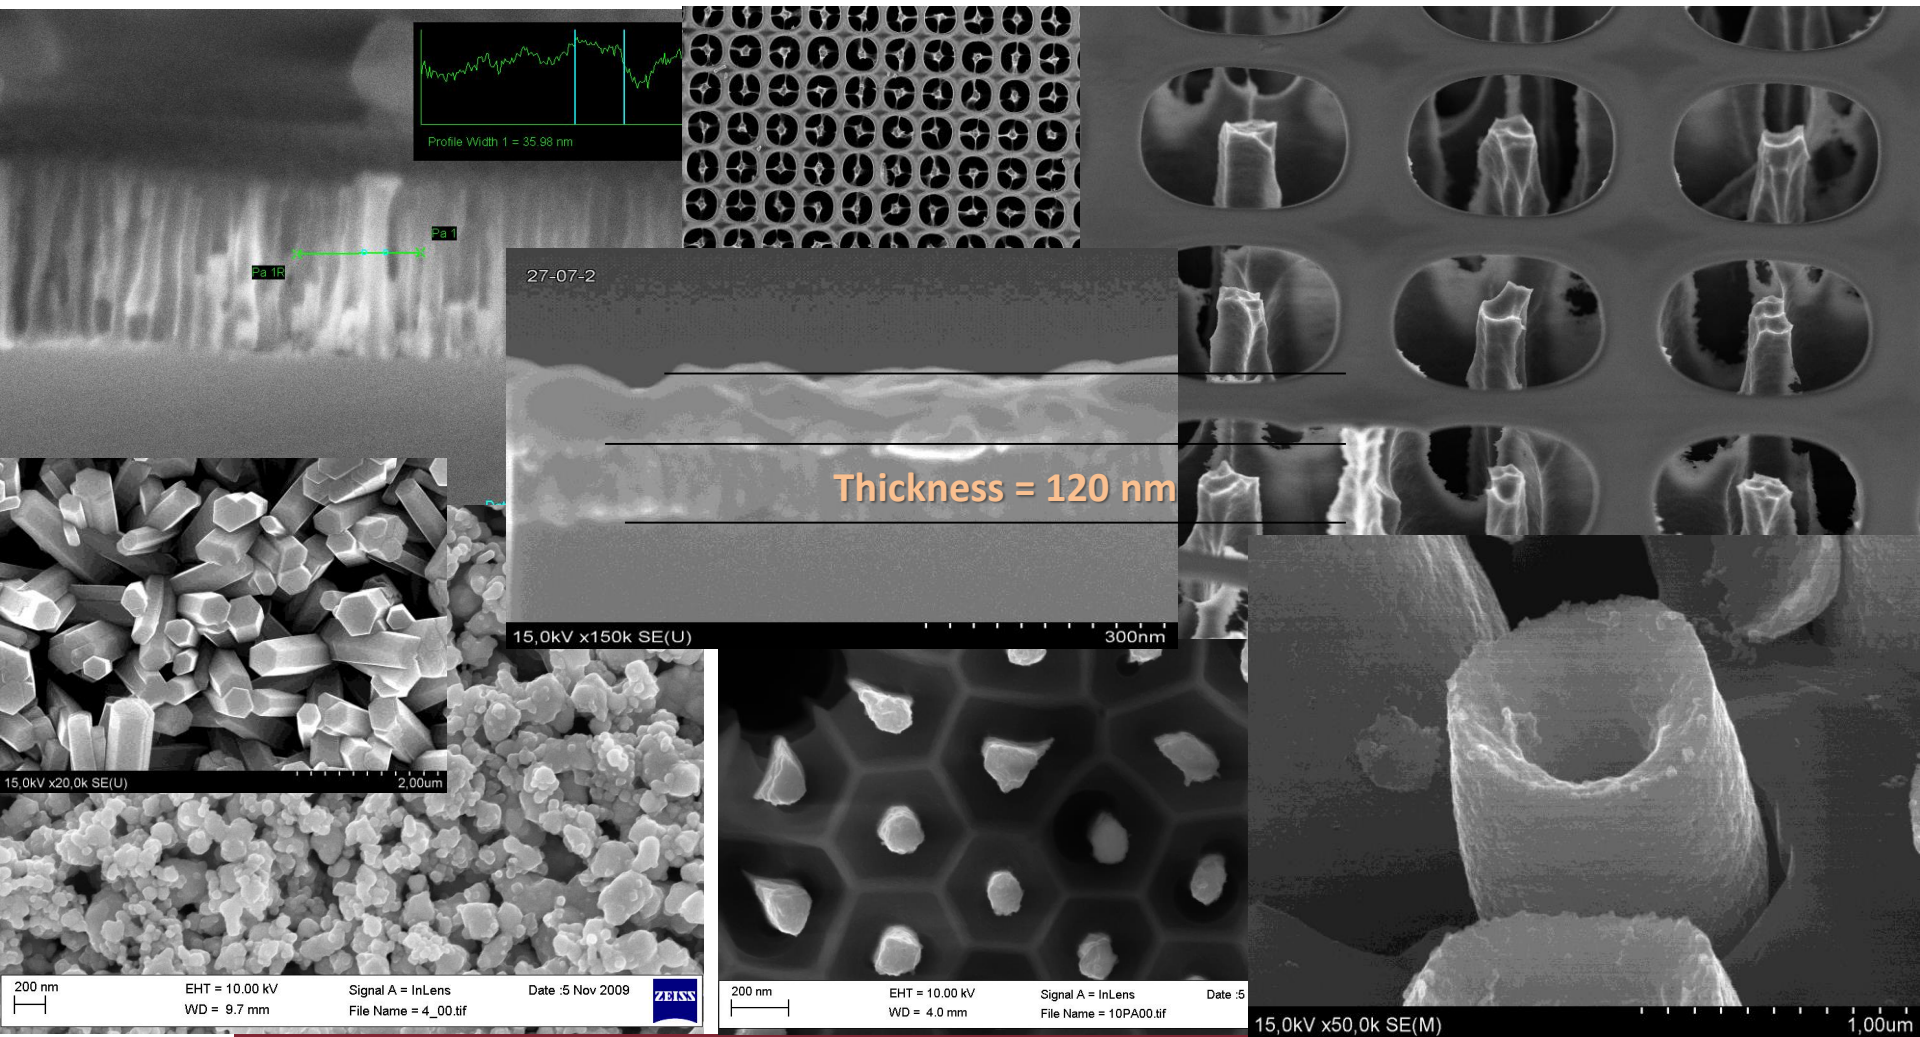 Profile Width 1 = 35.98 nm
Pa 1
Pa 1R
27-07-2
Thickness = 120 nm
15,0kV x150k SE(U)
300nm
15,0kV x20,0k SE(U)
2,00um
200 nm
EHT = 10.00 kV
Signal A = InLens
Date :5 Nov 2009
WD = 9.7 mm
File Name = 4_00.tif
ZEISS
200 nm
EHT = 10.00 kV
Signal A = InLens
Date :5
WD = 4.0 mm
File Name = 10PA00.tif
15,0kV x50,0k SE(M)
1,00um